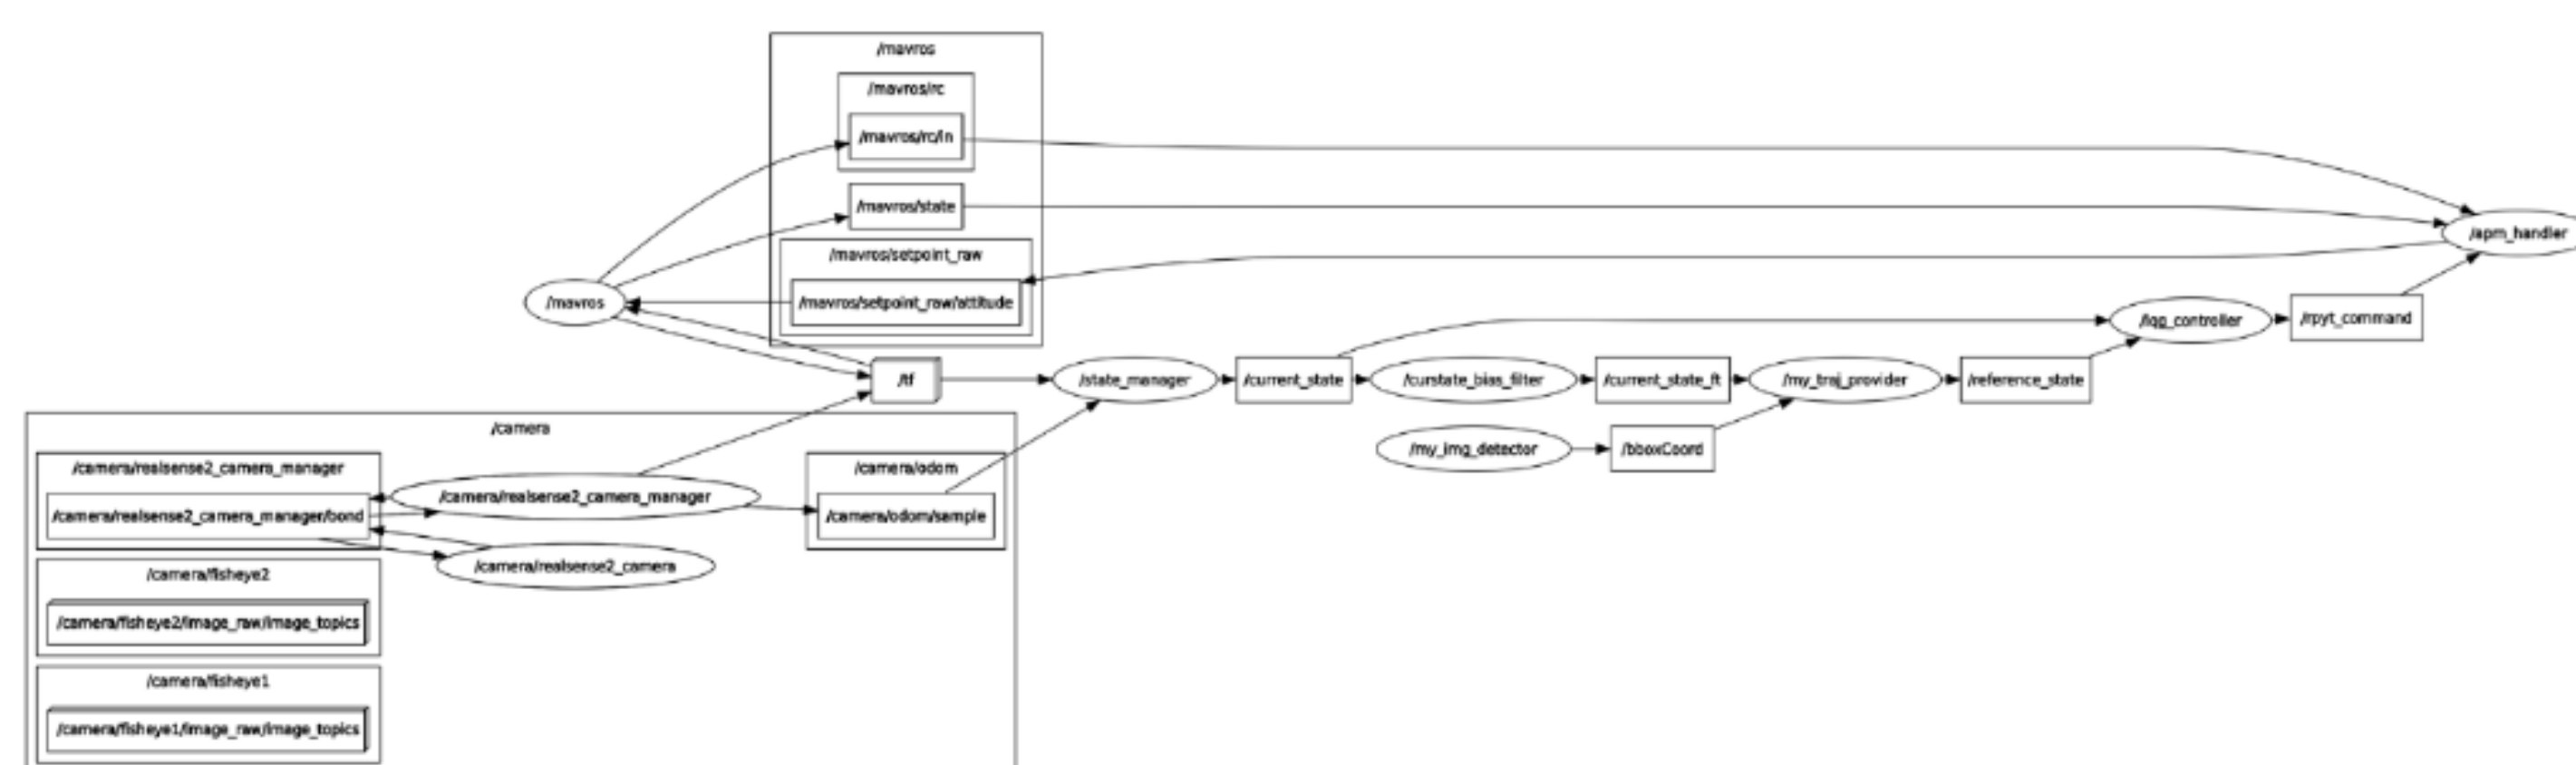 /mavros
/mavros/rc
/mavros/rc/in
/mavros/state
/mavros/setpoint_raw
/mavros/setpoint_raw/attitude
/mavros
/apm_handler
/lqg_controller
/rpyt_command
/tf
/state_manager
/current_state
/curstate_bias_filter
/current_state_ft
/my_traj_provider
/reference_state
/my_img_detector
/bboxCoord
/camera
/camera/realsense2_camera_manager
/camera/realsense2_camera_manager/bond
/camera/realsense2_camera_manager
/camera/odom
/camera/odom/sample
/camera/realsense2_camera
/camera/fisheye2
/camera/fisheye2/image_raw/image_topics
/camera/fisheye1
/camera/fisheye1/image_raw/image_topics